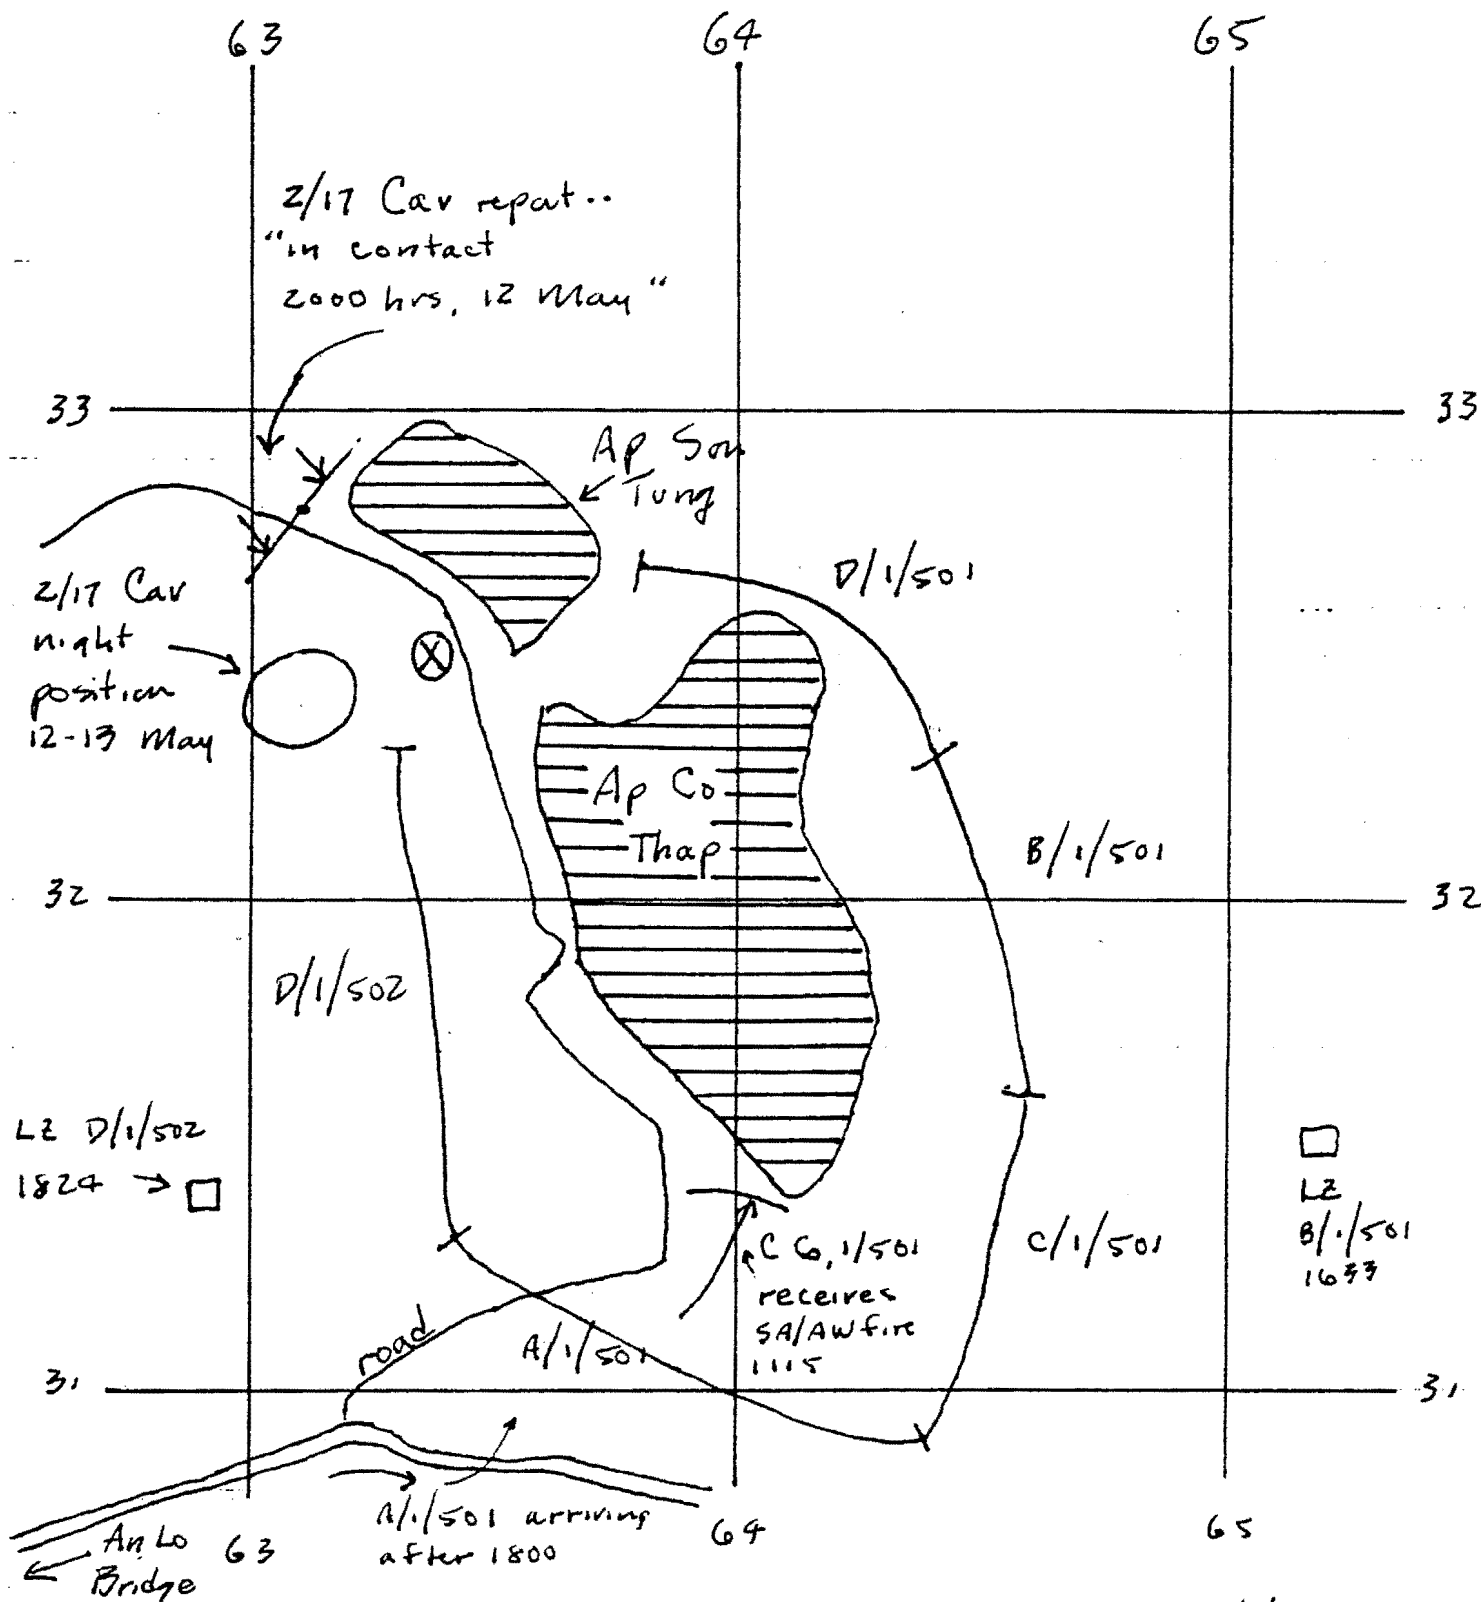 63
64
65
2/17 Cav repat..
"in contact
2000 hrs, 12 May"
33
33
Ap Son
Tung
D/1/501
2/17 Cav
night
position
12-13 May
Ap Co
Thap
B/1/501
32
32
D/1/502
LZ D/1/502
1824
LZ
B/1/501
1633
C/1/501
C 6, 1/501
receives
SA/AW fire
1115
road
A/1/501
31
31
A/1/501 arriving
after 1800
An Lo
Bridge
63
64
65